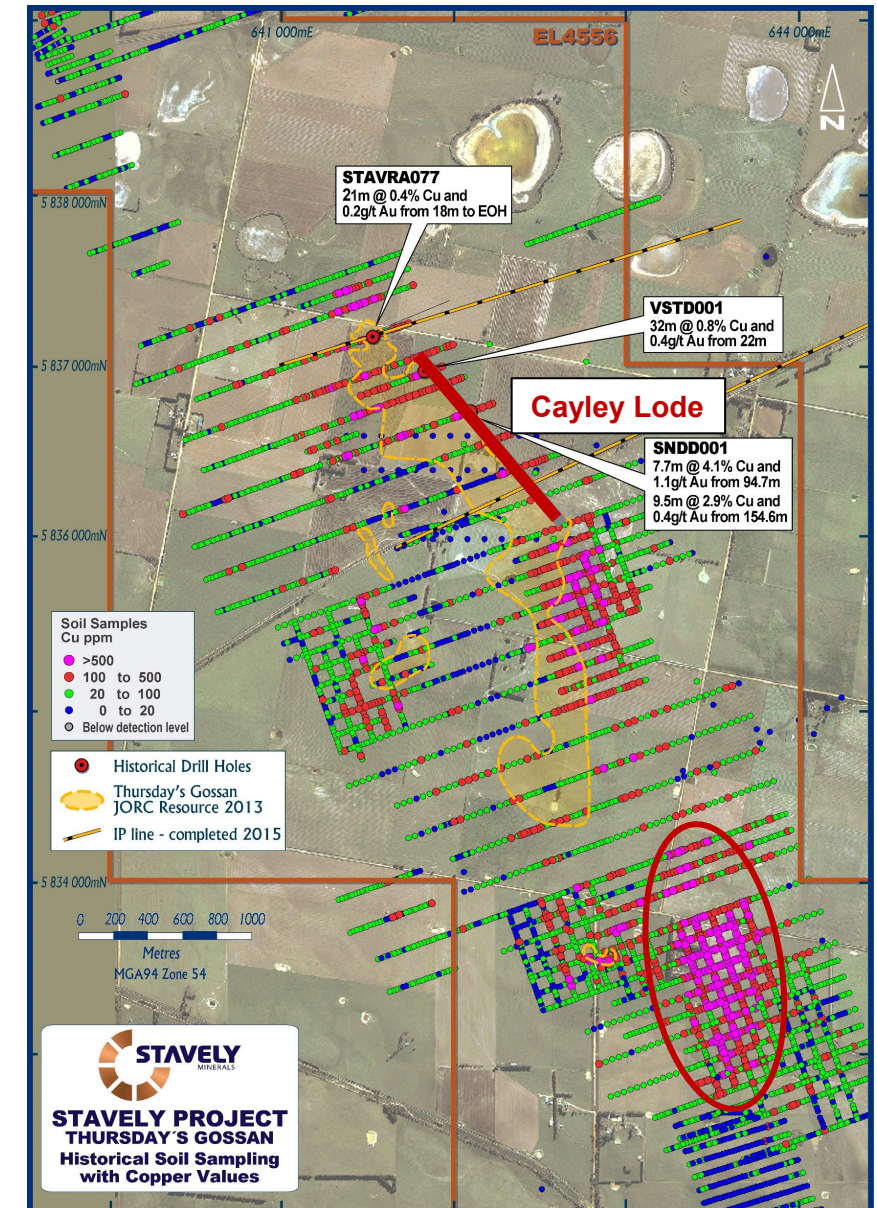 641 000mE
EL4556
644 000mE
N
STAVRA077
21m @ 0.4% Cu and
0.2g/t Au from 18m to EOH
5 838 000mN
VSTD001
32m @ 0.8% Cu and
0.4g/t Au from 22m
5 837 000mN
Cayley Lode
SNDD001
7.7m @ 4.1% Cu and
1.1g/t Au from 94.7m
9.5m @ 2.9% Cu and
0.4g/t Au from 154.6m
5 836 000mN
Soil Samples
Cu ppm
>500
100 to 500
20 to 100
0 to 20
Below detection level
Historical Drill Holes
Thursday's Gossan
JORC Resource 2013
IP line - completed 2015
5 834 000mN
0 200 400 600 800 1000
Metres
MGA94 Zone 54
STAVELY
MINERALS
STAVELY PROJECT
THURSDAY´S GOSSAN
Historical Soil Sampling
with Copper Values